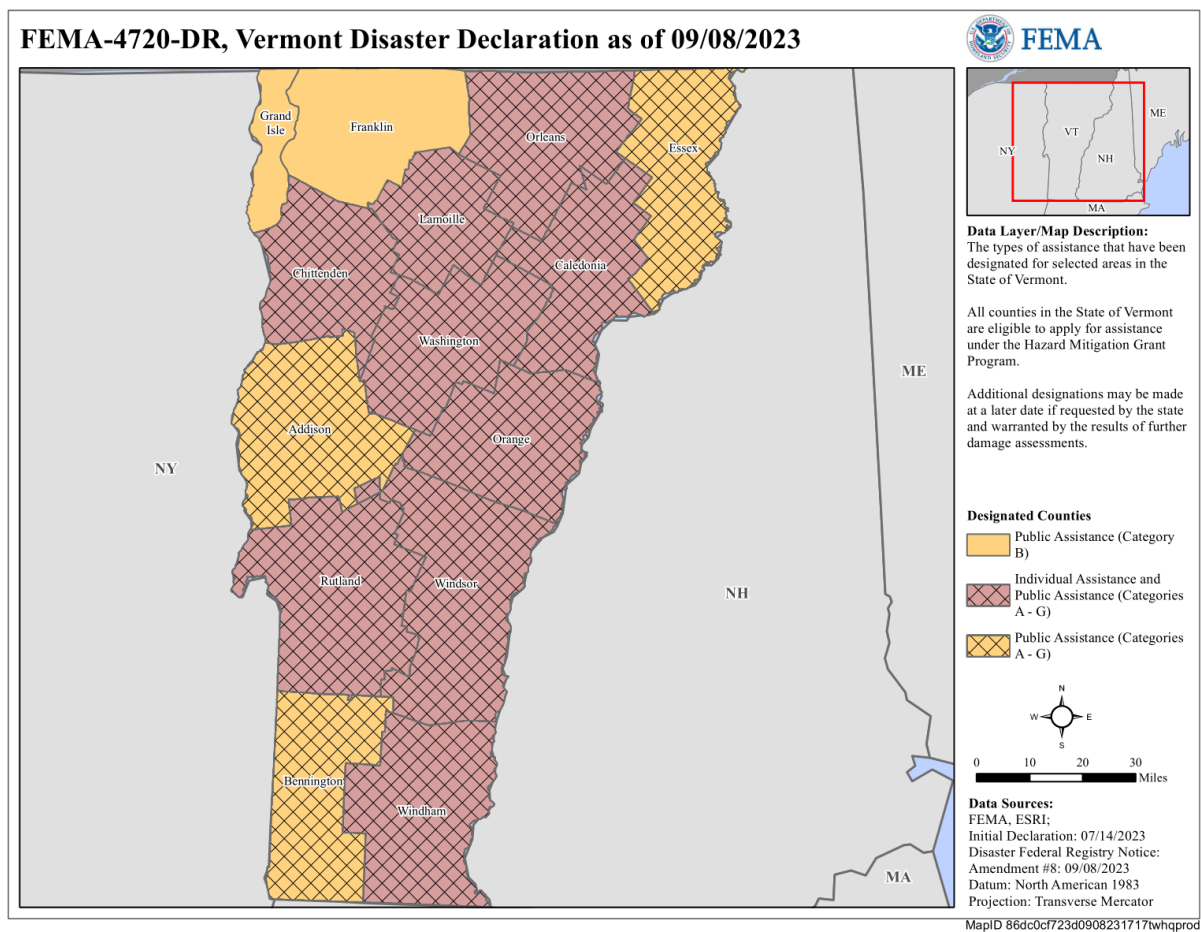 FEMA-4720-DR, Vermont Disaster Declaration as of 09/08/2023
FEMA
Grand
Isle
Franklin
Orleans
Essex
Lamoille
Chittenden
Caledonia
Washington
Addison
Orange
Rutland
Windsor
Bennington
Windham
NY
NH
ME
MA
NY
VT
NH
ME
MA
Data Layer/Map Description:
The types of assistance that have been
designated for selected areas in the
State of Vermont.
All counties in the State of Vermont
are eligible to apply for assistance
under the Hazard Mitigation Grant
Program.
Additional designations may be made
at a later date if requested by the state
and warranted by the results of further
damage assessments.
Designated Counties
Public Assistance (Category
B)
Individual Assistance and
Public Assistance (Categories
A - G)
Public Assistance (Categories
A - G)
N
W E
S
0 10 20 30
Miles
Data Sources:
FEMA, ESRI;
Initial Declaration: 07/14/2023
Disaster Federal Registry Notice:
Amendment #8: 09/08/2023
Datum: North American 1983
Projection: Transverse Mercator
MapID 86dc0cf723d0908231717twhqprod